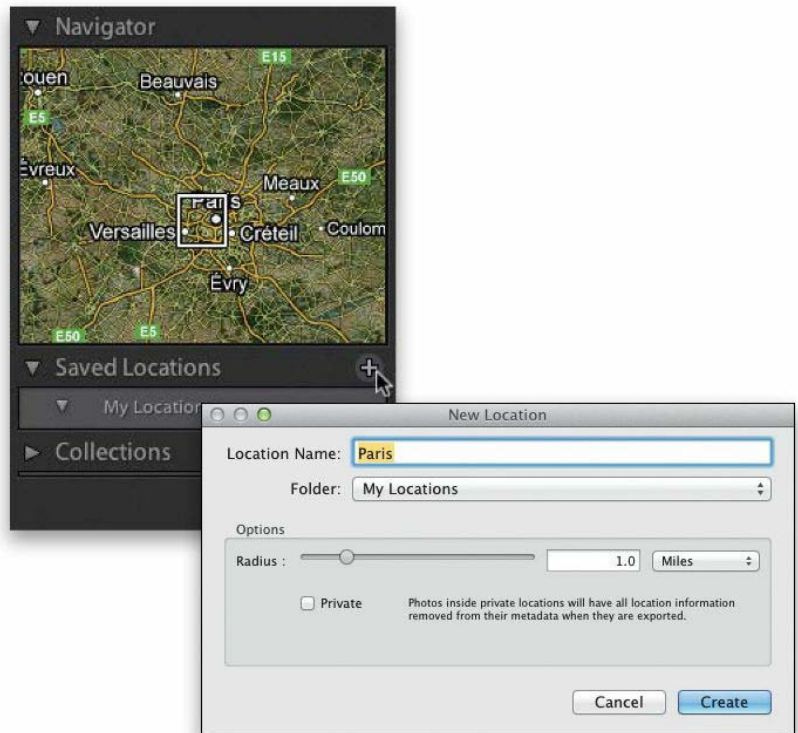 Navigator
E15
ouen
Beauvais
E5
Évreux
Meaux
E50
Paris
Versailles
Créteil
Coulom
Évry
E50
E5
Saved Locations
My Location
Collections
New Location
Location Name: Paris
Folder: My Locations
Options
Radius : 1.0 Miles
Private
Photos inside private locations will have all location information
removed from their metadata when they are exported.
Cancel Create